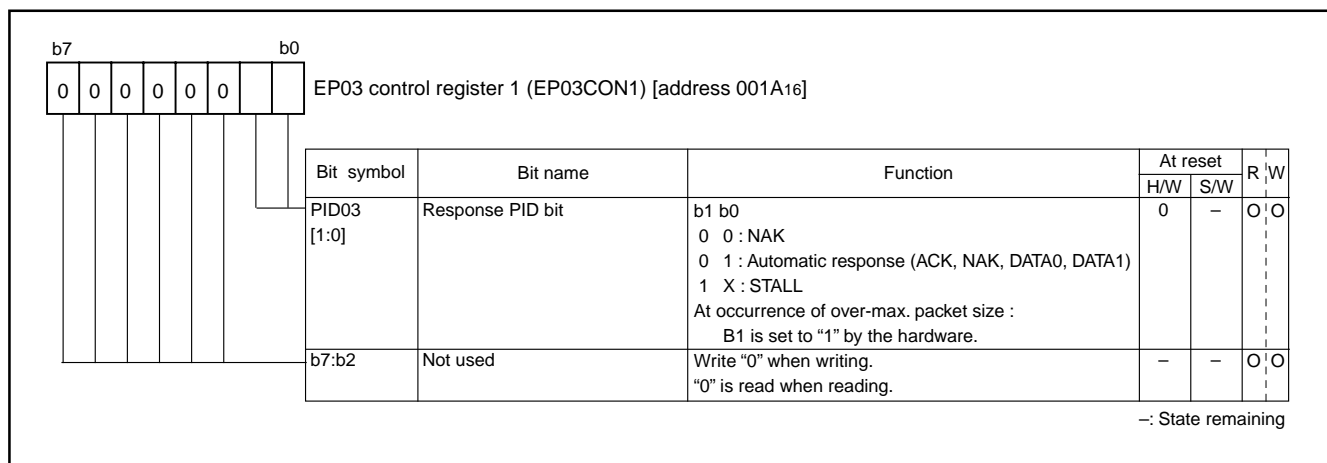 b7 b0
0 0 0 0 0 0 EP03 control register 1 (EP03CON1) [address 001A16]
Bit symbol Bit name Function At reset R W
H/W S/W
PID03 Response PID bit b1 b0 0 – O O
[1:0] 0 0 : NAK
0 1 : Automatic response (ACK, NAK, DATA0, DATA1)
1 X : STALL
At occurrence of over-max. packet size :
B1 is set to “1” by the hardware.
b7:b2 Not used Write “0” when writing. – – O O
“0” is read when reading.
–: State remaining